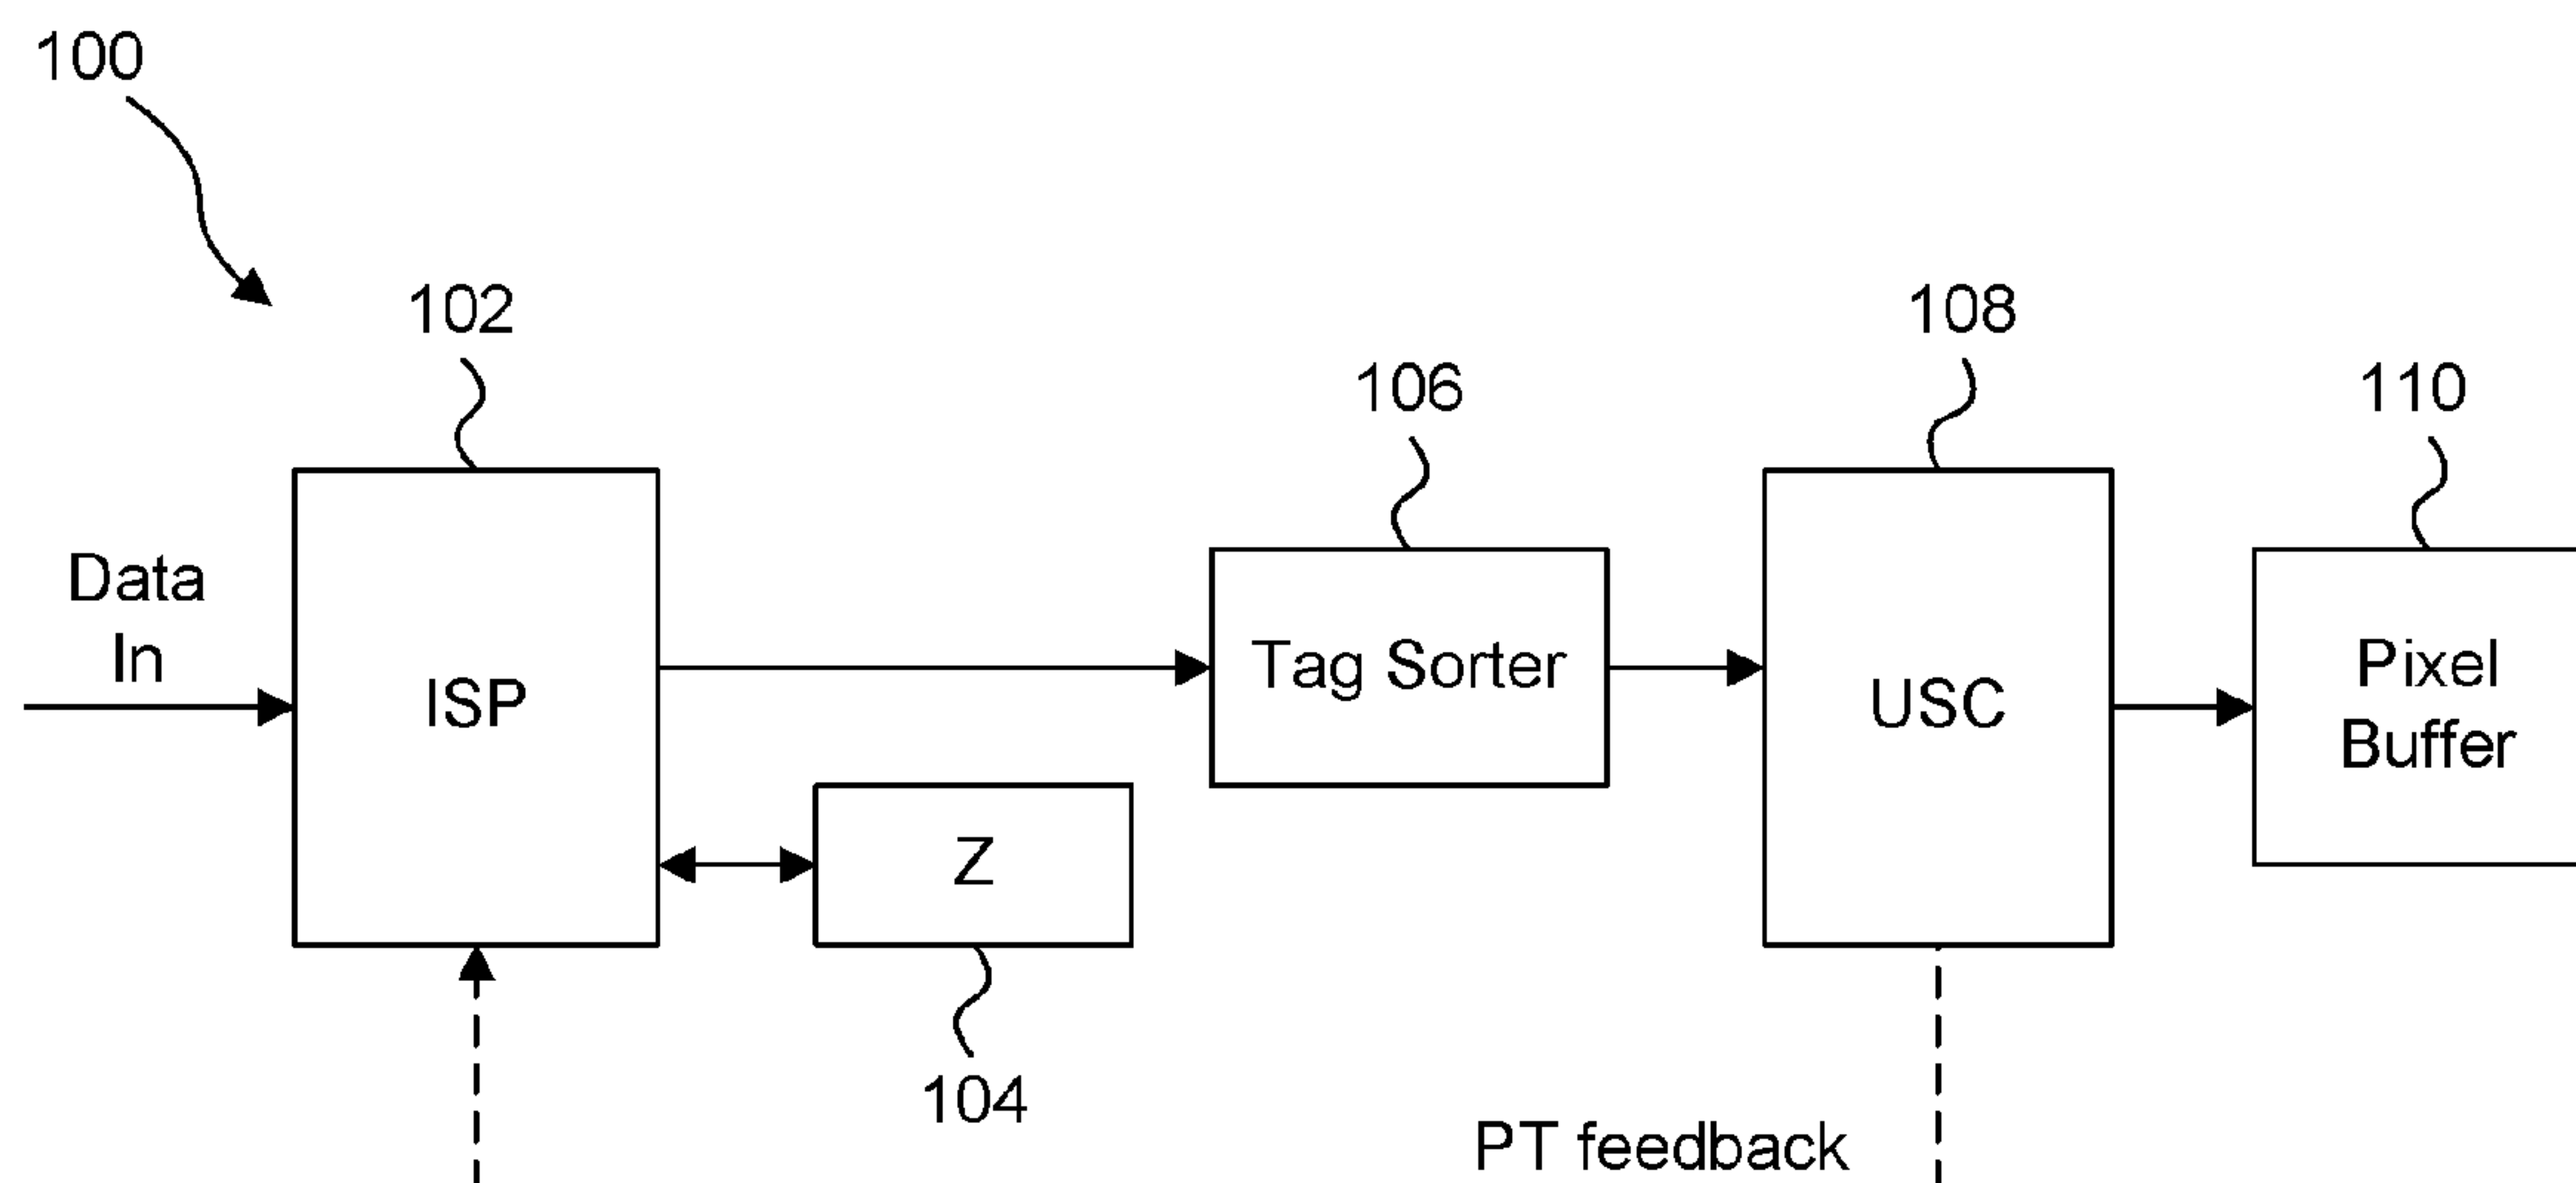 100
102
108
106
110
Data
In
ISP
Tag Sorter
USC
Pixel
Buffer
Z
104
PT feedback